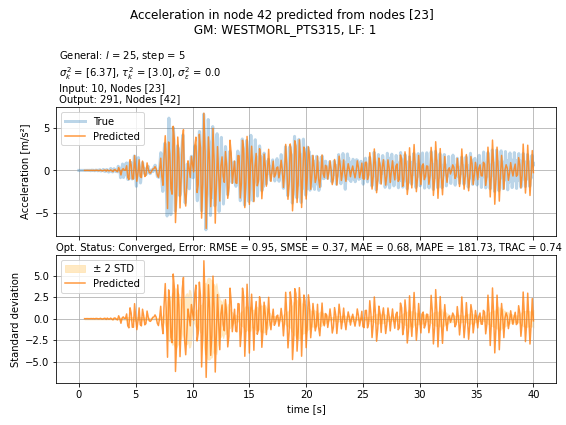 Acceleration in node 42 predicted from nodes [23]
GM: WESTMORL_PTS315, LF: 1
General: l = 25, step = 5
σ²ₖ = [6.37], τ²ₖ = [3.0], σ²ε = 0.0
Input: 10, Nodes [23]
Output: 291, Nodes [42]
True
Predicted
Acceleration [m/s²]
5
0
−5
Opt. Status: Converged, Error: RMSE = 0.95, SMSE = 0.37, MAE = 0.68, MAPE = 181.73, TRAC = 0.74
± 2 STD
Predicted
Standard deviation
5.0
2.5
0.0
−2.5
−5.0
0 5 10 15 20 25 30 35 40
time [s]